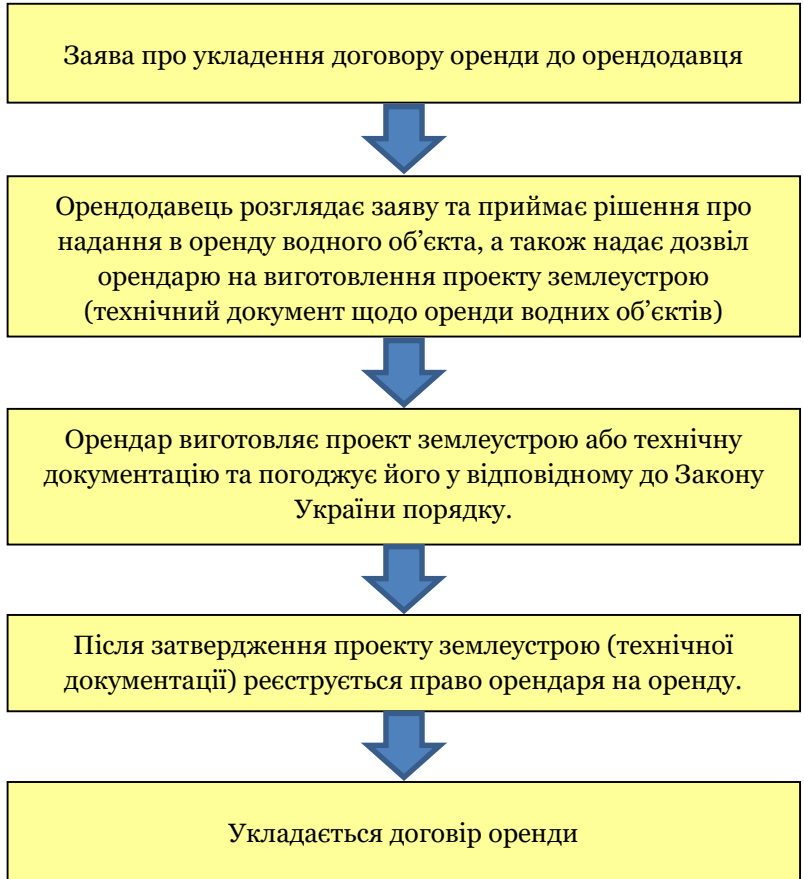 Заява про укладення договору оренди до орендодавця
Орендодавець розглядає заяву та приймає рішення про
надання в оренду водного об’єкта, а також надає дозвіл
орендарю на виготовлення проекту землеустрою
(технічний документ щодо оренди водних об’єктів)
Орендар виготовляє проект землеустрою або технічну
документацію та погоджує його у відповідному до Закону
України порядку.
Після затвердження проекту землеустрою (технічної
документації) реєструється право орендаря на оренду.
Укладається договір оренди